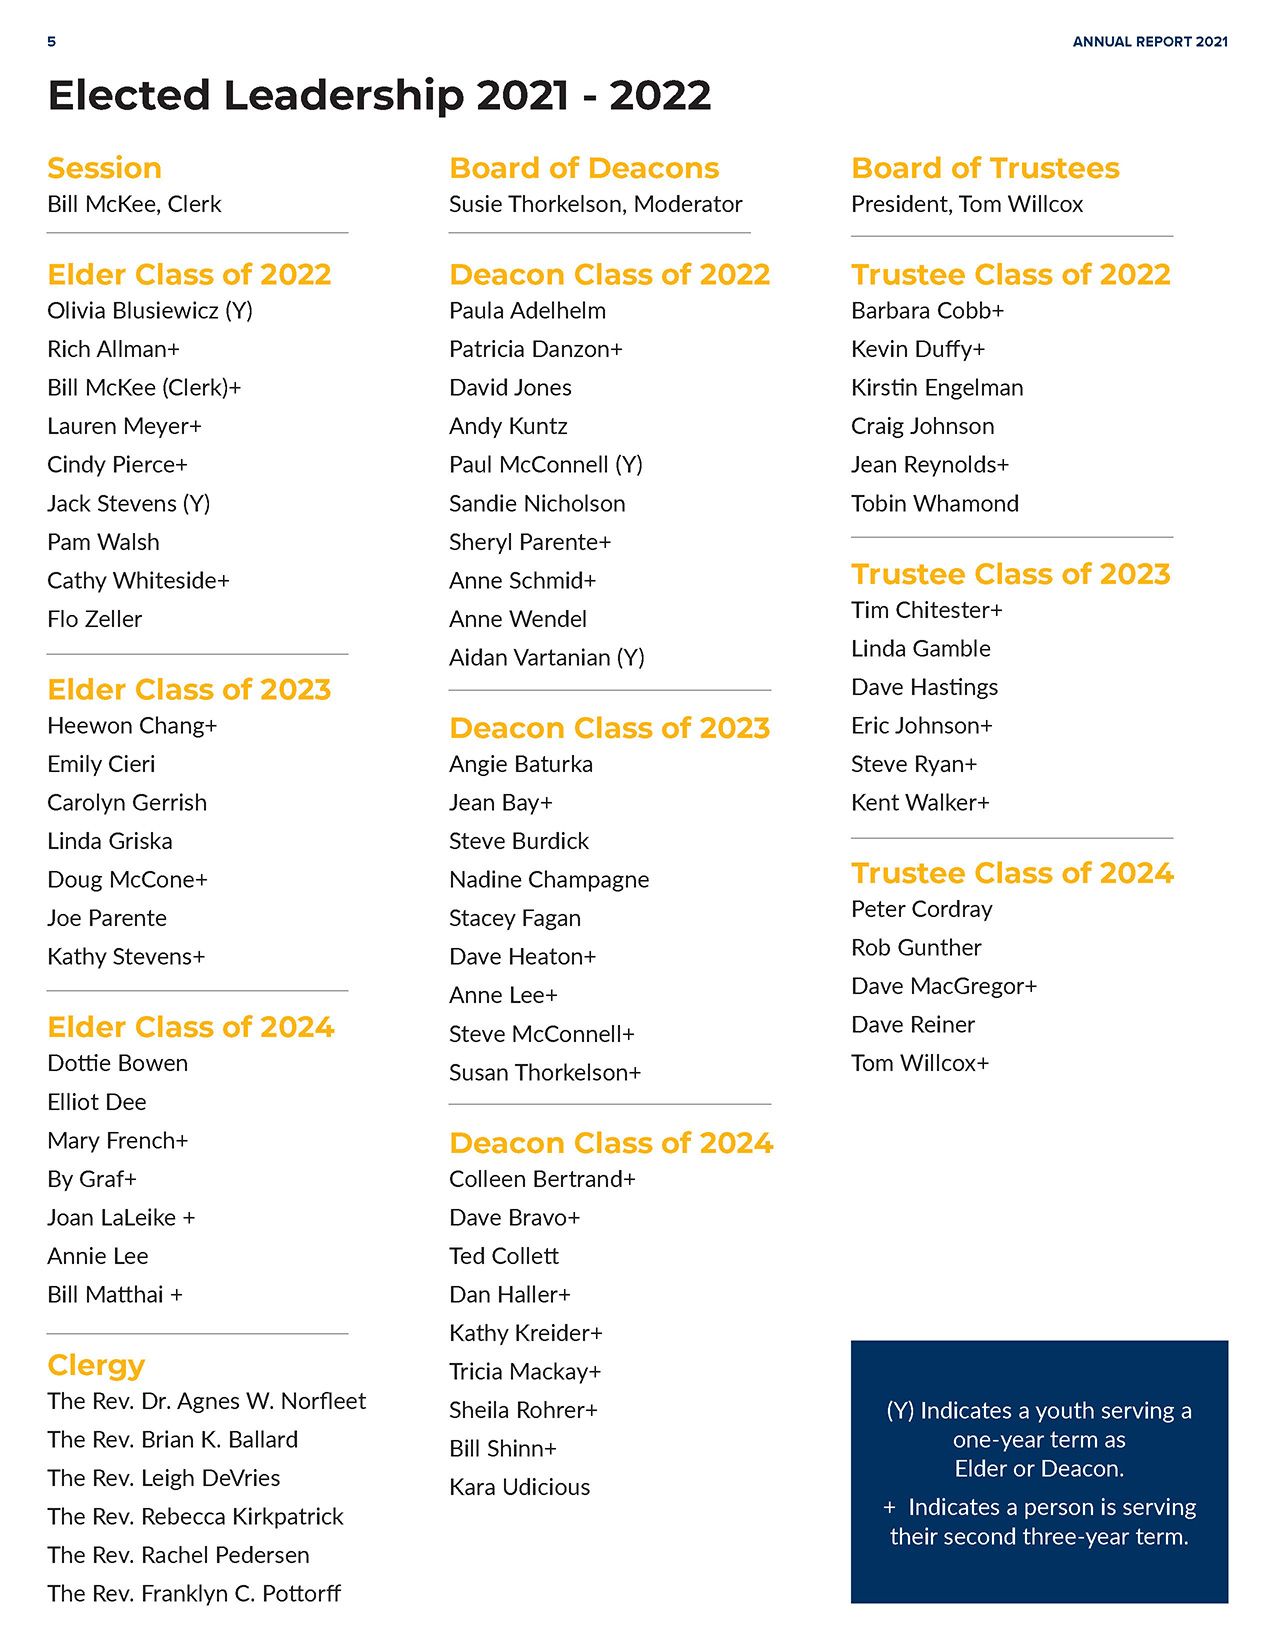 5
ANNUAL REPORT 2021
Elected Leadership 2021 - 2022
Session
Bill McKee, Clerk
Elder Class of 2022
Olivia Blusiewicz (Y)
Rich Allman+
Bill McKee (Clerk)+
Lauren Meyer+
Cindy Pierce+
Jack Stevens (Y)
Pam Walsh
Cathy Whiteside+
Flo Zeller
Elder Class of 2023
Heewon Chang+
Emily Cieri
Carolyn Gerrish
Linda Griska
Doug McCone+
Joe Parente
Kathy Stevens+
Elder Class of 2024
Dottie Bowen
Elliot Dee
Mary French+
By Graf+
Joan LaLeike +
Annie Lee
Bill Matthai +
Clergy
The Rev. Dr. Agnes W. Norfleet
The Rev. Brian K. Ballard
The Rev. Leigh DeVries
The Rev. Rebecca Kirkpatrick
The Rev. Rachel Pedersen
The Rev. Franklyn C. Pottorff
Board of Deacons
Susie Thorkelson, Moderator
Deacon Class of 2022
Paula Adelhelm
Patricia Danzon+
David Jones
Andy Kuntz
Paul McConnell (Y)
Sandie Nicholson
Sheryl Parente+
Anne Schmid+
Anne Wendel
Aidan Vartanian (Y)
Deacon Class of 2023
Angie Baturka
Jean Bay+
Steve Burdick
Nadine Champagne
Stacey Fagan
Dave Heaton+
Anne Lee+
Steve McConnell+
Susan Thorkelson+
Deacon Class of 2024
Colleen Bertrand+
Dave Bravo+
Ted Collett
Dan Haller+
Kathy Kreider+
Tricia Mackay+
Sheila Rohrer+
Bill Shinn+
Kara Udicious
Board of Trustees
President, Tom Willcox
Trustee Class of 2022
Barbara Cobb+
Kevin Duffy+
Kirstin Engelman
Craig Johnson
Jean Reynolds+
Tobin Whamond
Trustee Class of 2023
Tim Chitester+
Linda Gamble
Dave Hastings
Eric Johnson+
Steve Ryan+
Kent Walker+
Trustee Class of 2024
Peter Cordray
Rob Gunther
Dave MacGregor+
Dave Reiner
Tom Willcox+
(Y) Indicates a youth serving a
one-year term as
Elder or Deacon.
+ Indicates a person is serving
their second three-year term.